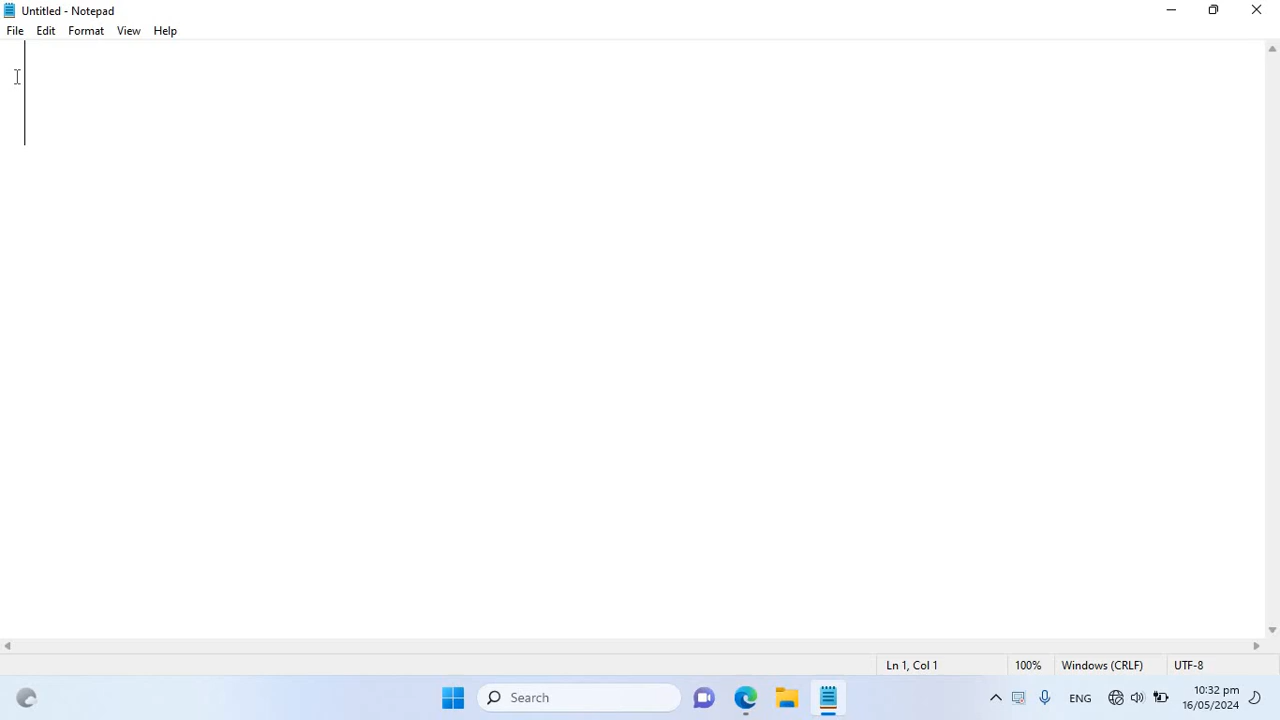 Untitled - Notepad
File Edit Format View Help
Ln 1, Col 1 100% Windows (CRLF) UTF-8
Search
ENG
10:32 pm
16/05/2024